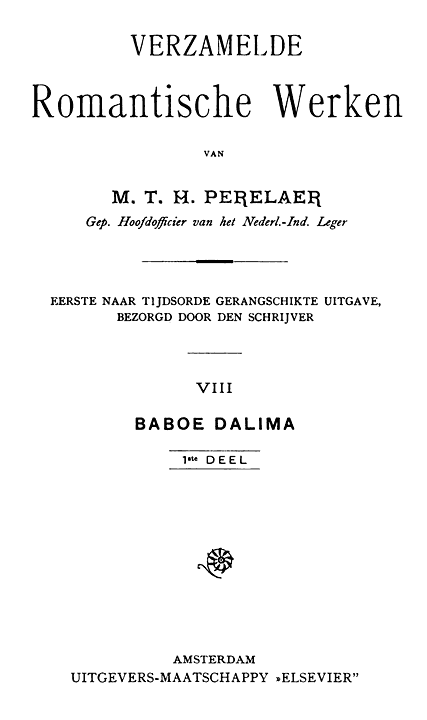 VERZAMELDE
Romantische Werken
VAN
M. T. H. PERELAER
Gep. Hoofdofficier van het Nederl.-Ind. Leger
EERSTE NAAR TIJDSORDE GERANGSCHIKTE UITGAVE,
BEZORGD DOOR DEN SCHRIJVER
VIII
BABOE DALIMA
1ste DEEL
AMSTERDAM
UITGEVERS-MAATSCHAPPY »ELSEVIER”